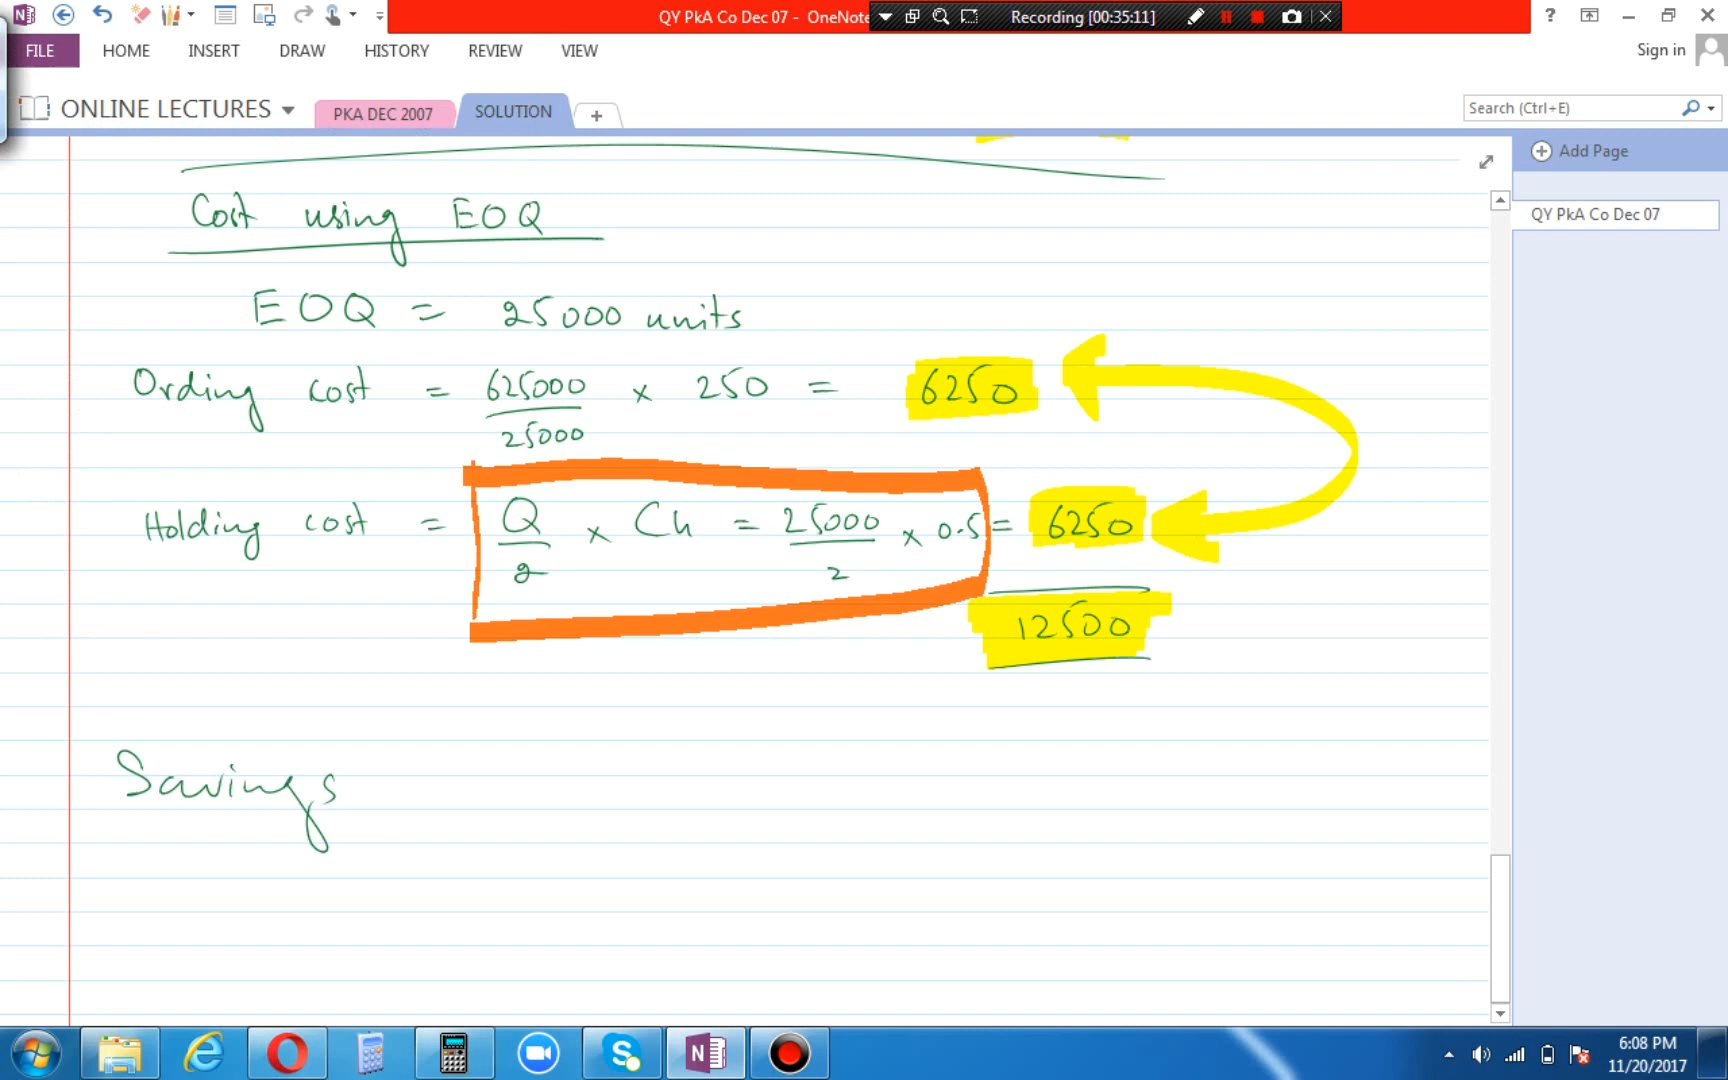 QY PkA Co Dec 07 - OneNote
Recording [00:35:11]
?
FILE HOME INSERT DRAW HISTORY REVIEW VIEW
Sign in
ONLINE LECTURES PKA DEC 2007 SOLUTION +
Search (Ctrl+E)
Add Page
QY PkA Co Dec 07
Cost using EOQ
EOQ = 25000 units
Ording cost = 625000 / 25000 × 250 = 6250
Holding cost = Q / 2 × Ch = 25000 / 2 × 0.5 = 6250
12500
Savings
6:08 PM
11/20/2017